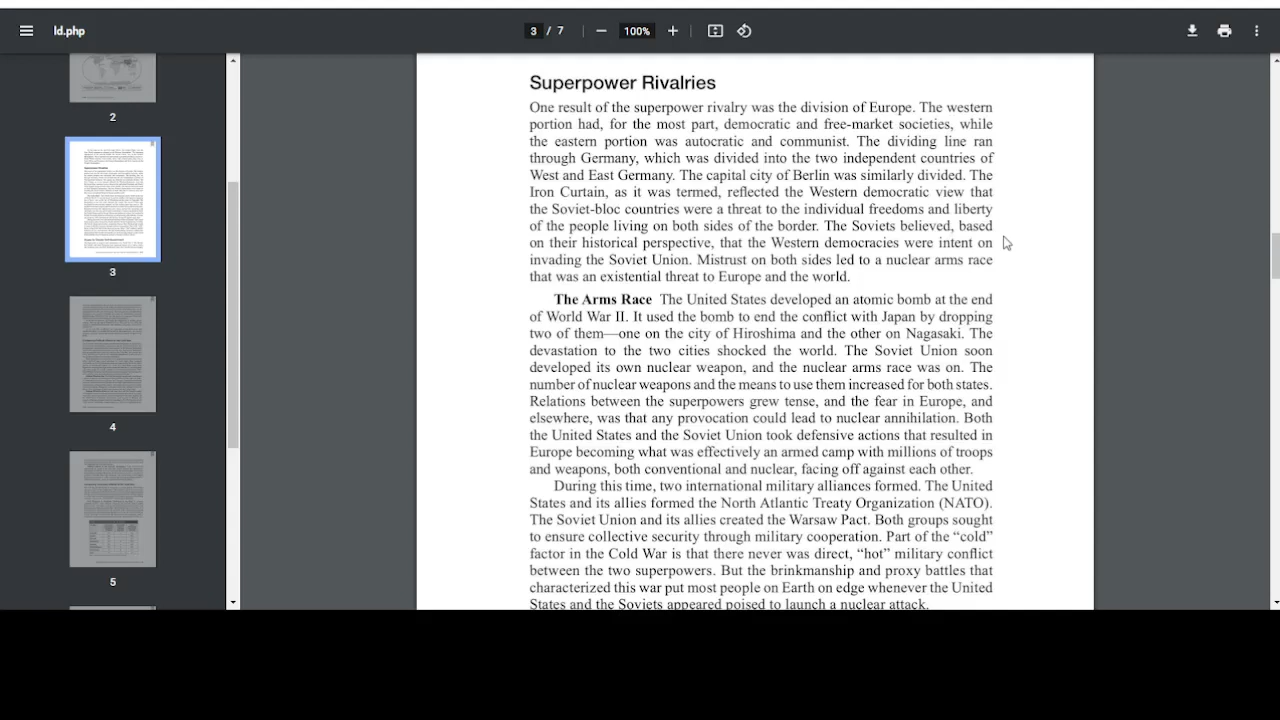 ld.php
3 / 7
100%
2
3
4
5
Superpower Rivalries
One result of the superpower rivalry was the division of Europe. The western
portion had, for the most part, democratic and free-market societies, while
the eastern portion was autocratic and communist. The dividing line ran
through Germany, which was divided into the two independent countries of
West and East Germany. The capital city of Berlin was similarly divided. The
Iron Curtain, as it was termed, reflected the Western democratic view that
the Soviet-bloc countries were a threat to the individual freedoms and liberty
of the people living on both sides of the border. The Soviets believed, based
on their historical perspective, that the Western democracies were intent on
invading the Soviet Union. Mistrust on both sides led to a nuclear arms race
that was an existential threat to Europe and the world.
The Arms Race The United States developed an atomic bomb at the end
of World War II. It used the bomb to end the conflict with Japan by dropping
of them—one on the city of Hiroshima and the other on Nagasaki. The
devastation to the two cities shocked the world. The Soviet Union soon
developed its own nuclear weapon, and the nuclear arms race was on. The
number of nuclear weapons and the means to use them increased for both states.
Relations between the superpowers grew tense, and the fear in Europe, and
elsewhere, was that any provocation could lead to nuclear annihilation. Both
the United States and the Soviet Union took defensive actions that resulted in
Europe becoming what was effectively an armed camp with millions of troops
and weapons, both conventional and nuclear, facing off against each other.
During this time, two international military alliances formed. The United
States and its allies formed the North Atlantic Treaty Organization (NATO).
The Soviet Union and its allies created the Warsaw Pact. Both groups sought
to ensure collective security through military cooperation. Part of the “cold”
factor in the Cold War is that there never was direct, “hot” military conflict
between the two superpowers. But the brinkmanship and proxy battles that
characterized this war put most people on Earth on edge whenever the United
States and the Soviets appeared poised to launch a nuclear attack.